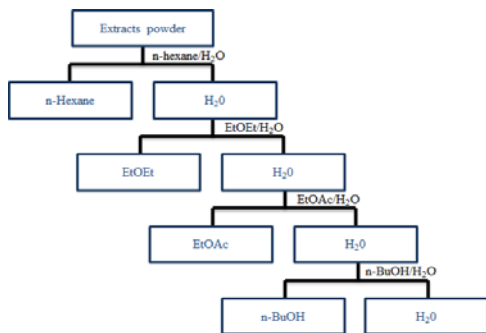 Extracts powder
n-hexane/H₂O
n-Hexane
H₂0
EtOEt/H₂O
EtOEt
H₂0
EtOAc/H₂O
EtOAc
H₂0
n-BuOH/H₂O
n-BuOH
H₂0